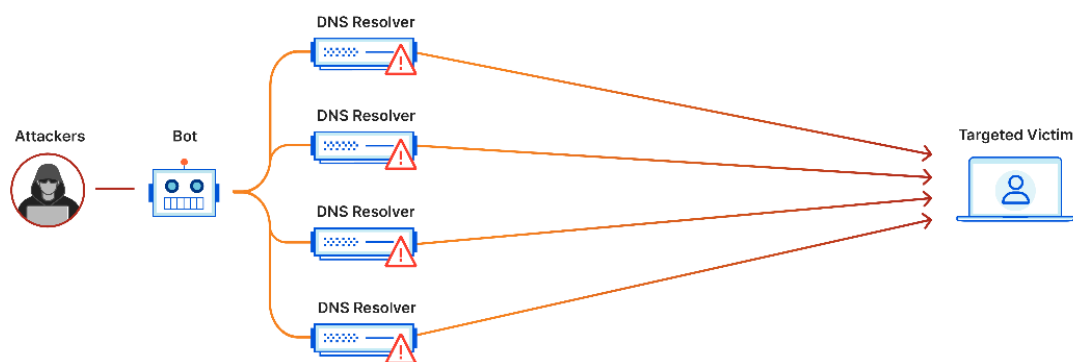 DNS Resolver
DNS Resolver
Attackers
Bot
Targeted Victim
DNS Resolver
DNS Resolver